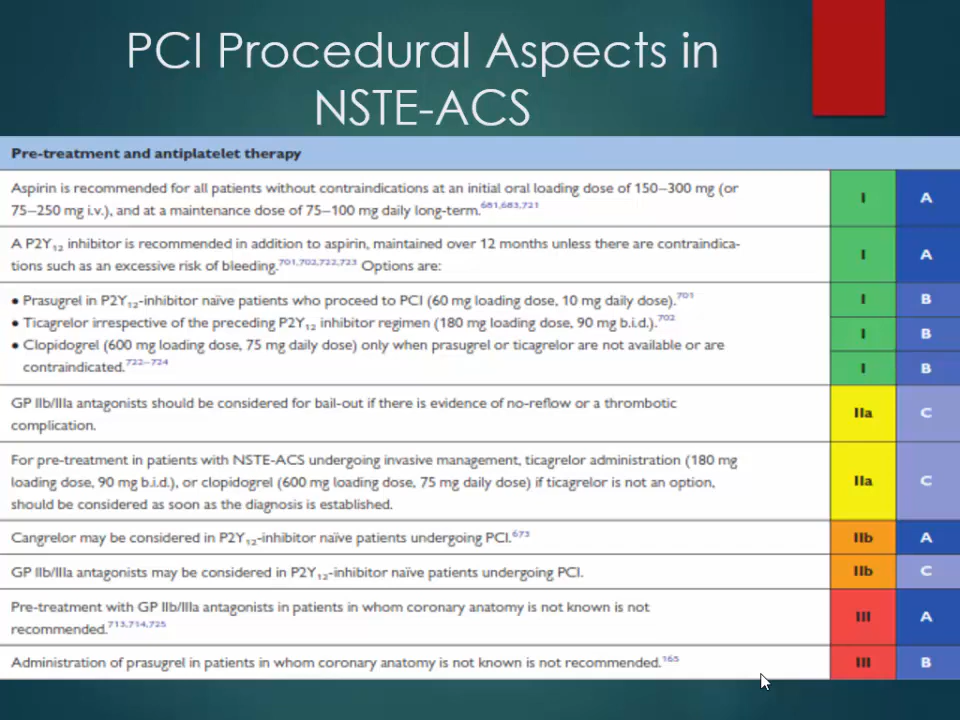 PCI Procedural Aspects in
NSTE-ACS
Pre-treatment and antiplatelet therapy
Aspirin is recommended for all patients without contraindications at an initial oral loading dose of 150–300 mg (or
75–250 mg i.v.), and at a maintenance dose of 75–100 mg daily long-term.681,683,721
I A
A P2Y12 inhibitor is recommended in addition to aspirin, maintained over 12 months unless there are contraindica-
tions such as an excessive risk of bleeding.701,702,722,723 Options are:
I A
• Prasugrel in P2Y12-inhibitor naïve patients who proceed to PCI (60 mg loading dose, 10 mg daily dose).701
I B
• Ticagrelor irrespective of the preceding P2Y12 inhibitor regimen (180 mg loading dose, 90 mg b.i.d.).702
I B
• Clopidogrel (600 mg loading dose, 75 mg daily dose) only when prasugrel or ticagrelor are not available or are
contraindicated.722–724
I B
GP IIb/IIIa antagonists should be considered for bail-out if there is evidence of no-reflow or a thrombotic
complication.
IIa C
For pre-treatment in patients with NSTE-ACS undergoing invasive management, ticagrelor administration (180 mg
loading dose, 90 mg b.i.d.), or clopidogrel (600 mg loading dose, 75 mg daily dose) if ticagrelor is not an option,
should be considered as soon as the diagnosis is established.
IIa C
Cangrelor may be considered in P2Y12-inhibitor naïve patients undergoing PCI.673
IIb A
GP IIb/IIIa antagonists may be considered in P2Y12-inhibitor naïve patients undergoing PCI.
IIb C
Pre-treatment with GP IIb/IIIa antagonists in patients in whom coronary anatomy is not known is not
recommended.713,714,725
III A
Administration of prasugrel in patients in whom coronary anatomy is not known is not recommended.165
III B